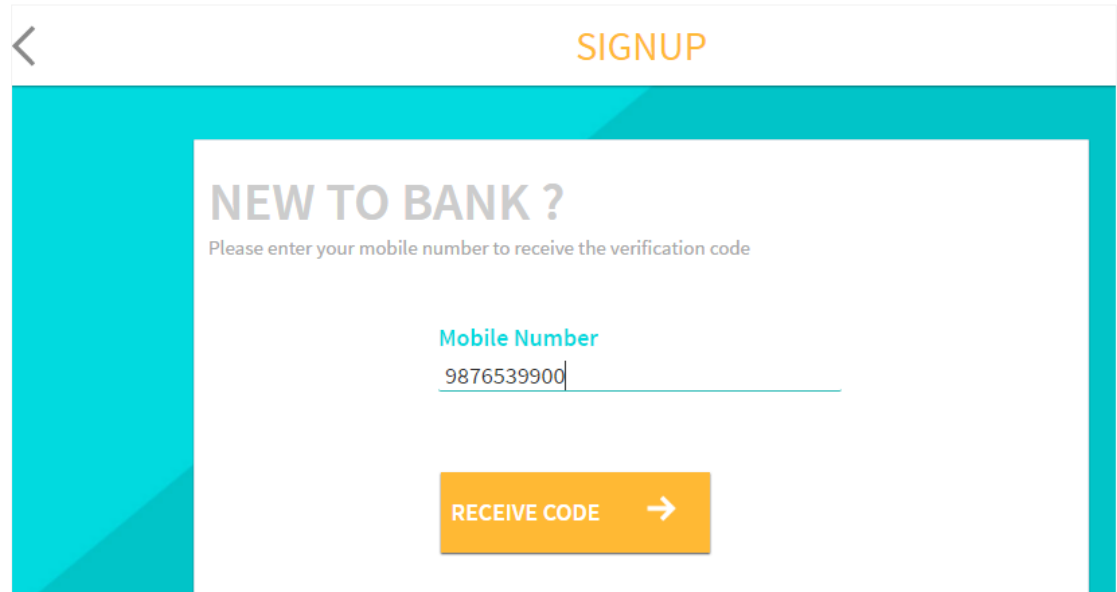 SIGNUP
NEW TO BANK ?
Please enter your mobile number to receive the verification code
Mobile Number
9876539900
RECEIVE CODE